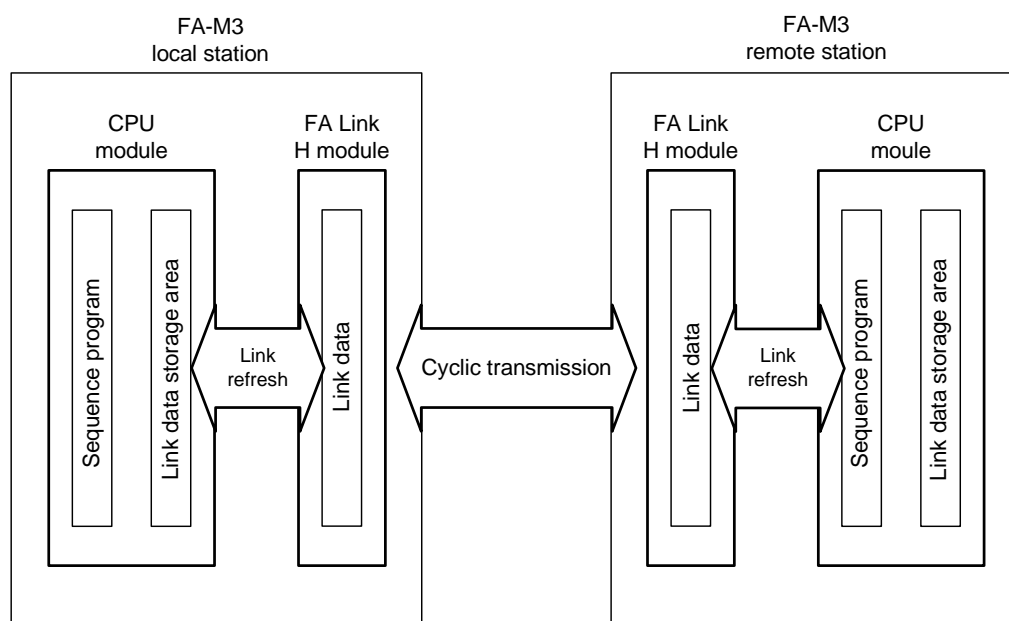 FA-M3
local station
FA-M3
remote station
CPU
module
FA Link
H module
FA Link
H module
CPU
moule
Sequence program
Link data storage area
Link
refresh
Link data
Cyclic transmission
Link data
Link
refresh
Sequence program
Link data storage area